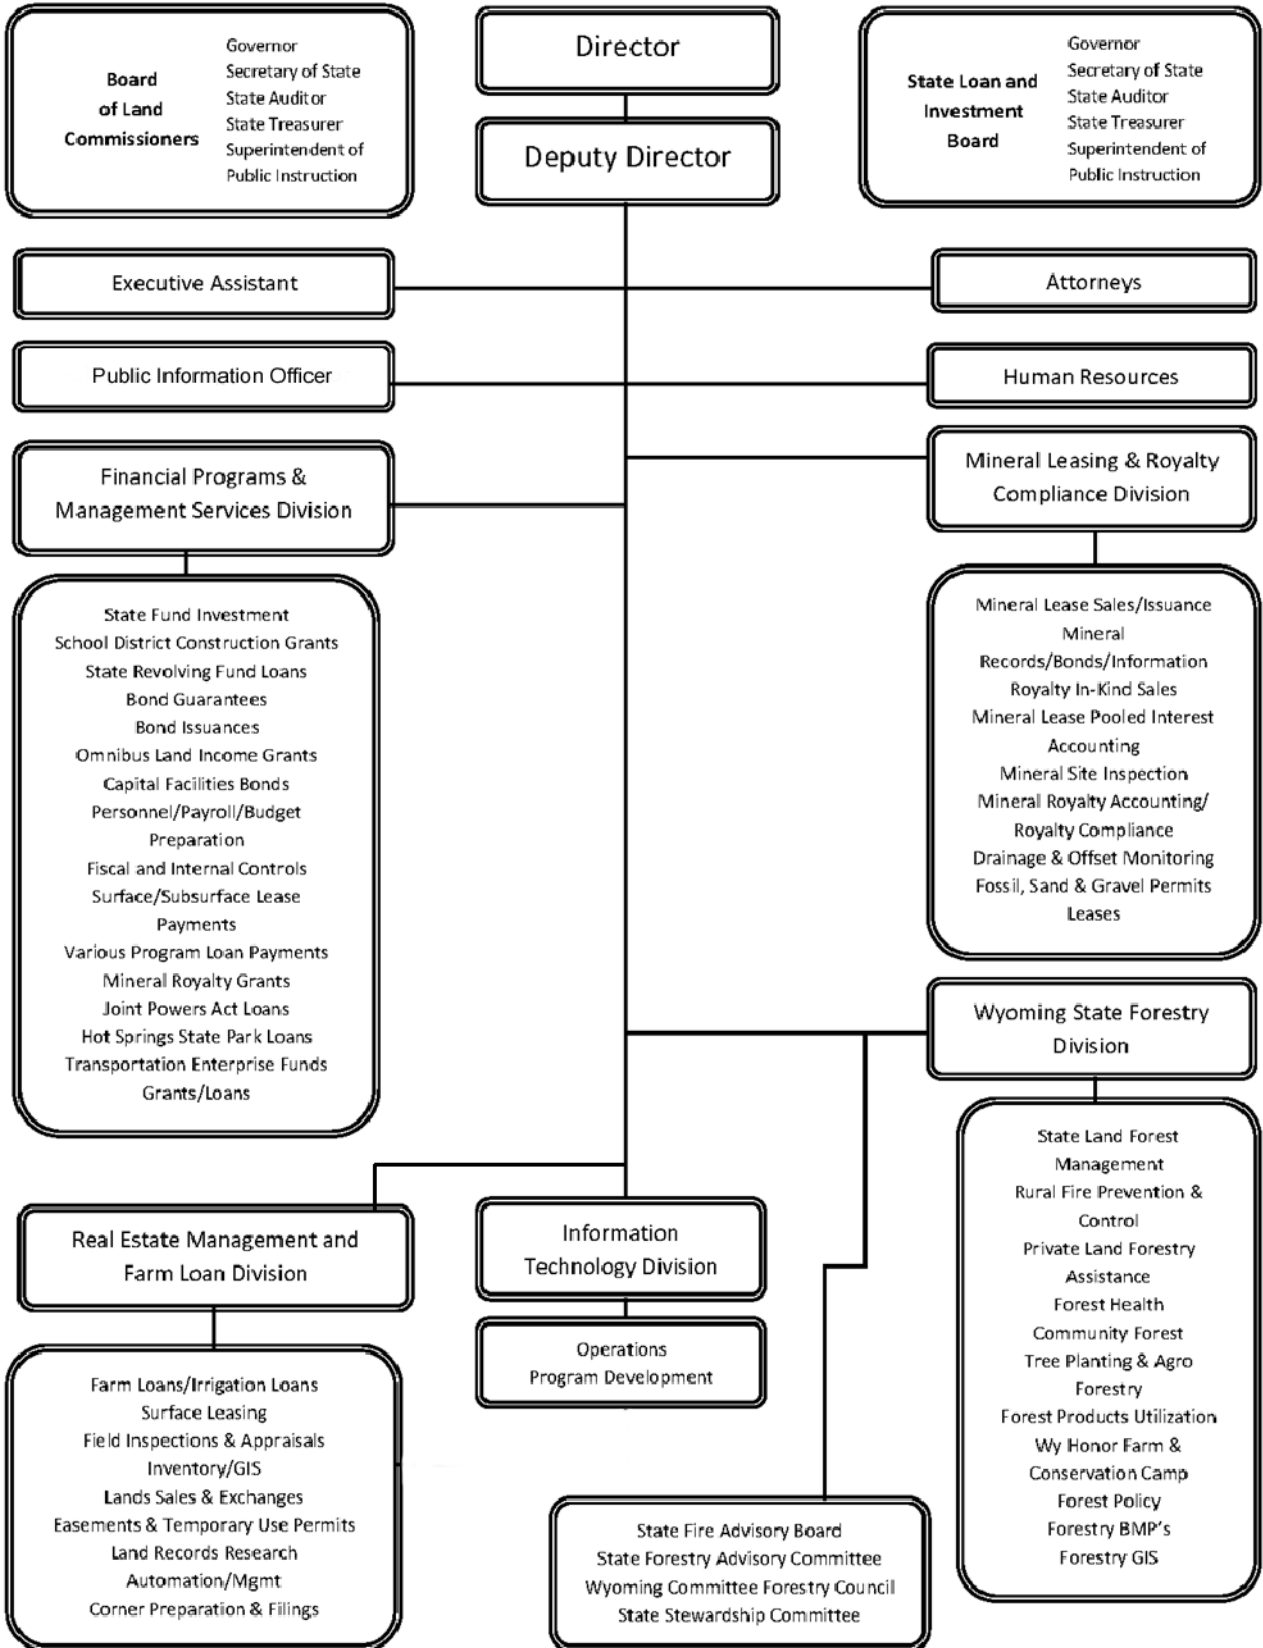 Board
of Land
Commissioners
Governor
Secretary of State
State Auditor
State Treasurer
Superintendent of
Public Instruction
Director
Deputy Director
State Loan and
Investment
Board
Governor
Secretary of State
State Auditor
State Treasurer
Superintendent of
Public Instruction
Executive Assistant
Attorneys
Public Information Officer
Human Resources
Financial Programs &
Management Services Division
Mineral Leasing & Royalty
Compliance Division
State Fund Investment
School District Construction Grants
State Revolving Fund Loans
Bond Guarantees
Bond Issuances
Omnibus Land Income Grants
Capital Facilities Bonds
Personnel/Payroll/Budget
Preparation
Fiscal and Internal Controls
Surface/Subsurface Lease
Payments
Various Program Loan Payments
Mineral Royalty Grants
Joint Powers Act Loans
Hot Springs State Park Loans
Transportation Enterprise Funds
Grants/Loans
Mineral Lease Sales/Issuance
Mineral
Records/Bonds/Information
Royalty In-Kind Sales
Mineral Lease Pooled Interest
Accounting
Mineral Site Inspection
Mineral Royalty Accounting/
Royalty Compliance
Drainage & Offset Monitoring
Fossil, Sand & Gravel Permits
Leases
Wyoming State Forestry
Division
State Land Forest
Management
Rural Fire Prevention &
Control
Private Land Forestry
Assistance
Forest Health
Community Forest
Tree Planting & Agro
Forestry
Forest Products Utilization
Wy Honor Farm &
Conservation Camp
Forest Policy
Forestry BMP's
Forestry GIS
Real Estate Management and
Farm Loan Division
Information
Technology Division
Operations
Program Development
Farm Loans/Irrigation Loans
Surface Leasing
Field Inspections & Appraisals
Inventory/GIS
Lands Sales & Exchanges
Easements & Temporary Use Permits
Land Records Research
Automation/Mgmt
Corner Preparation & Filings
State Fire Advisory Board
State Forestry Advisory Committee
Wyoming Committee Forestry Council
State Stewardship Committee